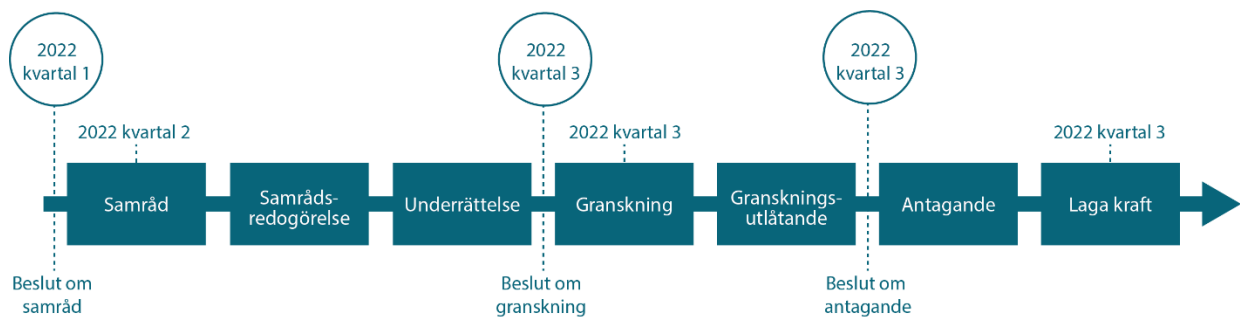 2022
kvartal 1
2022
kvartal 3
2022
kvartal 3
2022 kvartal 2
2022 kvartal 3
2022 kvartal 3
Samråd
Samråds-
redogörelse
Underrättelse
Granskning
Gransknings-
utlåtande
Antagande
Laga kraft
Beslut om
samråd
Beslut om
granskning
Beslut om
antagande